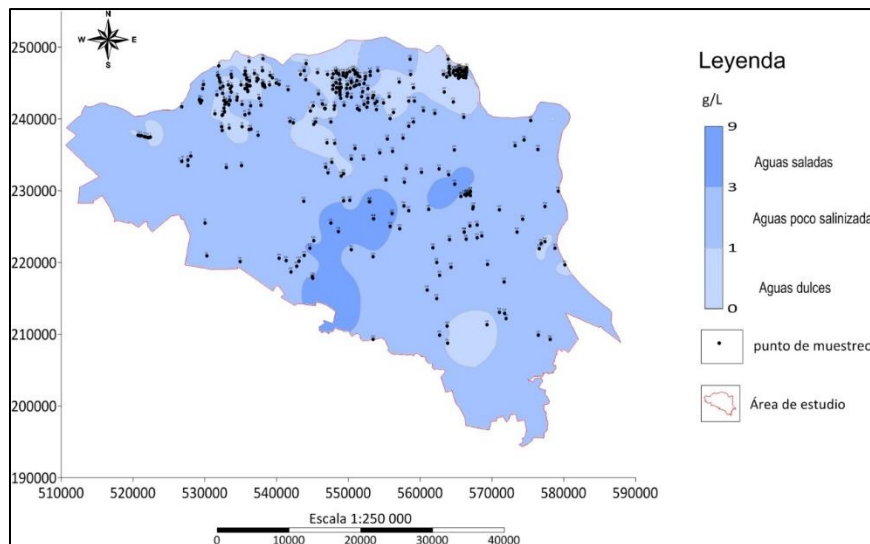 N
W E
S
250000
240000
230000
220000
210000
200000
190000
510000 520000 530000 540000 550000 560000 570000 580000 590000
Escala 1:250 000
0 10000 20000 30000 40000
Leyenda
g/L
9
Aguas saladas
3
Aguas poco salinizada
1
Aguas dulces
0
punto de muestreo
Área de estudio